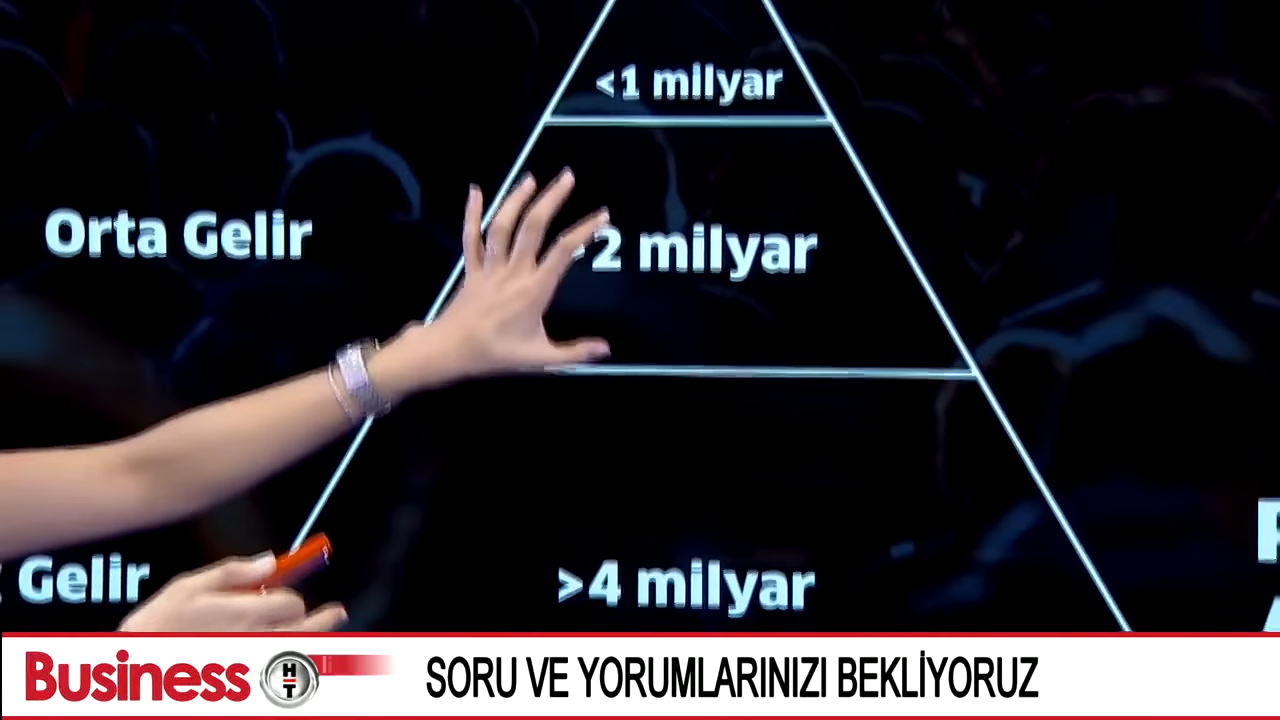 <1 milyar
Orta Gelir
2 milyar
Gelir
>4 milyar
Business
HT
SORU VE YORUMLARINIZI BEKLİYORUZ